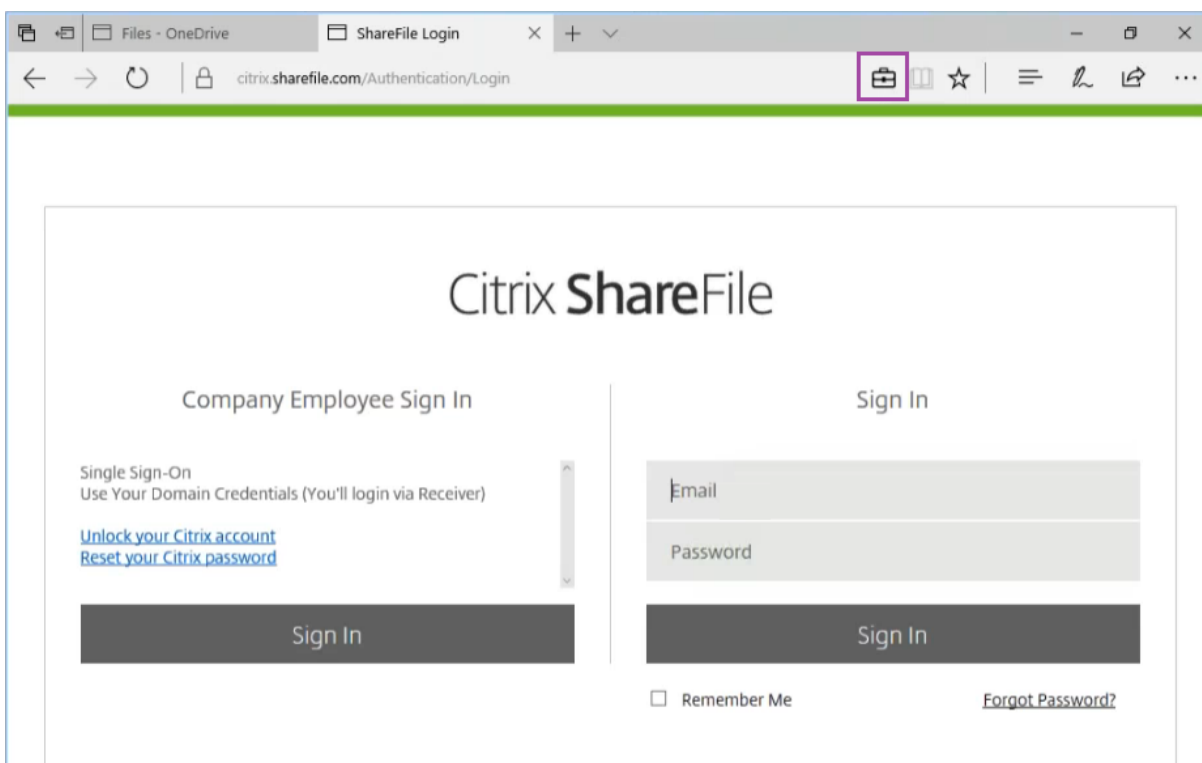 Files - OneDrive
ShareFile Login
citrix.sharefile.com/Authentication/Login
Citrix ShareFile
Company Employee Sign In
Single Sign-On
Use Your Domain Credentials (You'll login via Receiver)
Unlock your Citrix account
Reset your Citrix password
Sign In
Sign In
Email
Password
Sign In
Remember Me
Forgot Password?